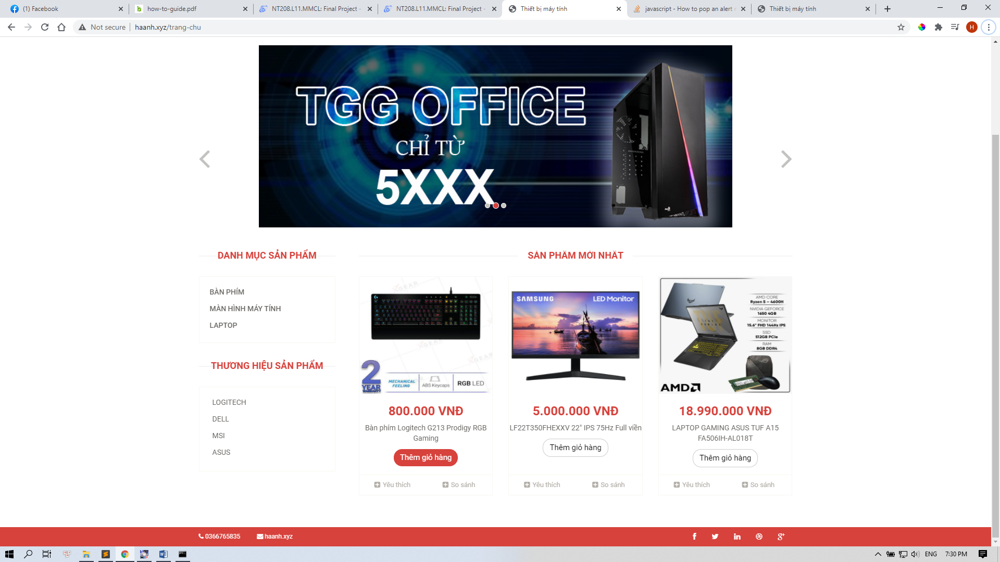 (1) Facebook
how-to-guide.pdf
NT208.L11.MMCL: Final Project -
NT208.L11.MMCL: Final Project -
Thiết bị máy tính
javascript - How to pop an alert
Thiết bị máy tính
Not secure
haanh.xyz/trang-chu
H
TGG OFFICE
CHỈ TỪ
5XXX
DANH MỤC SẢN PHẨM
BÀN PHÍM
MÀN HÌNH MÁY TÍNH
LAPTOP
THƯƠNG HIỆU SẢN PHẨM
LOGITECH
DELL
MSI
ASUS
SẢN PHẨM MỚI NHẤT
XGEAR
XGEAR
2
YEAR
WARRANTY
MECHANICAL
FEELING
ABS Keycaps
RGB LED
800.000 VNĐ
Bàn phím Logitech G213 Prodigy RGB
Gaming
Thêm giỏ hàng
Yêu thích
So sánh
SAMSUNG
LED Monitor
5.000.000 VNĐ
LF22T350FHEXXV 22" IPS 75Hz Full viền
Thêm giỏ hàng
Yêu thích
So sánh
AMD CORE
Ryzen 5 – 4600H
NVIDIA GEFORCE
1650 4GB
MONITOR
15.6" FHD 144Hz IPS
SSD
512GB PCIe
RAM
8GB DDR4
AMD
18.990.000 VNĐ
LAPTOP GAMING ASUS TUF A15
FA506IH-AL018T
Thêm giỏ hàng
Yêu thích
So sánh
0366765835
haanh.xyz
ENG
7:30 PM